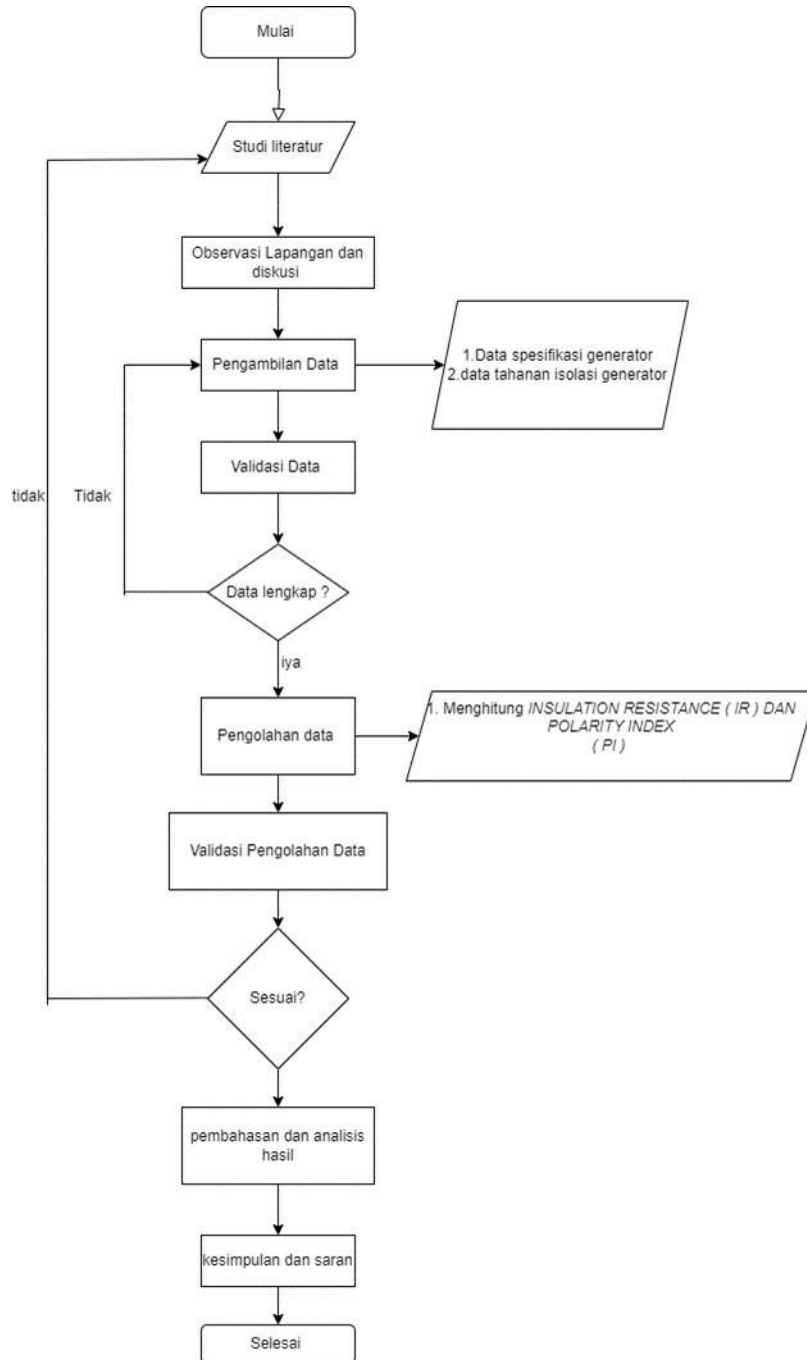 Mulai
Studi literatur
Observasi Lapangan dan
diskusi
Pengambilan Data
1.Data spesifikasi generator
2.data tahanan isolasi generator
Validasi Data
tidak
Tidak
Data lengkap ?
iya
Pengolahan data
1. Menghitung INSULATION RESISTANCE ( IR ) DAN
POLARITY INDEX
( PI )
Validasi Pengolahan Data
Sesuai?
pembahasan dan analisis
hasil
kesimpulan dan saran
Selesai